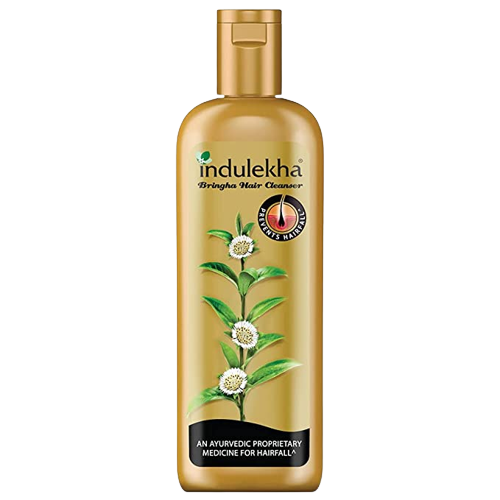 indulekha®
Bringha Hair Cleanser
PREVENTS HAIRFALL^
AN AYURVEDIC PROPRIETARY
MEDICINE FOR HAIRFALL^